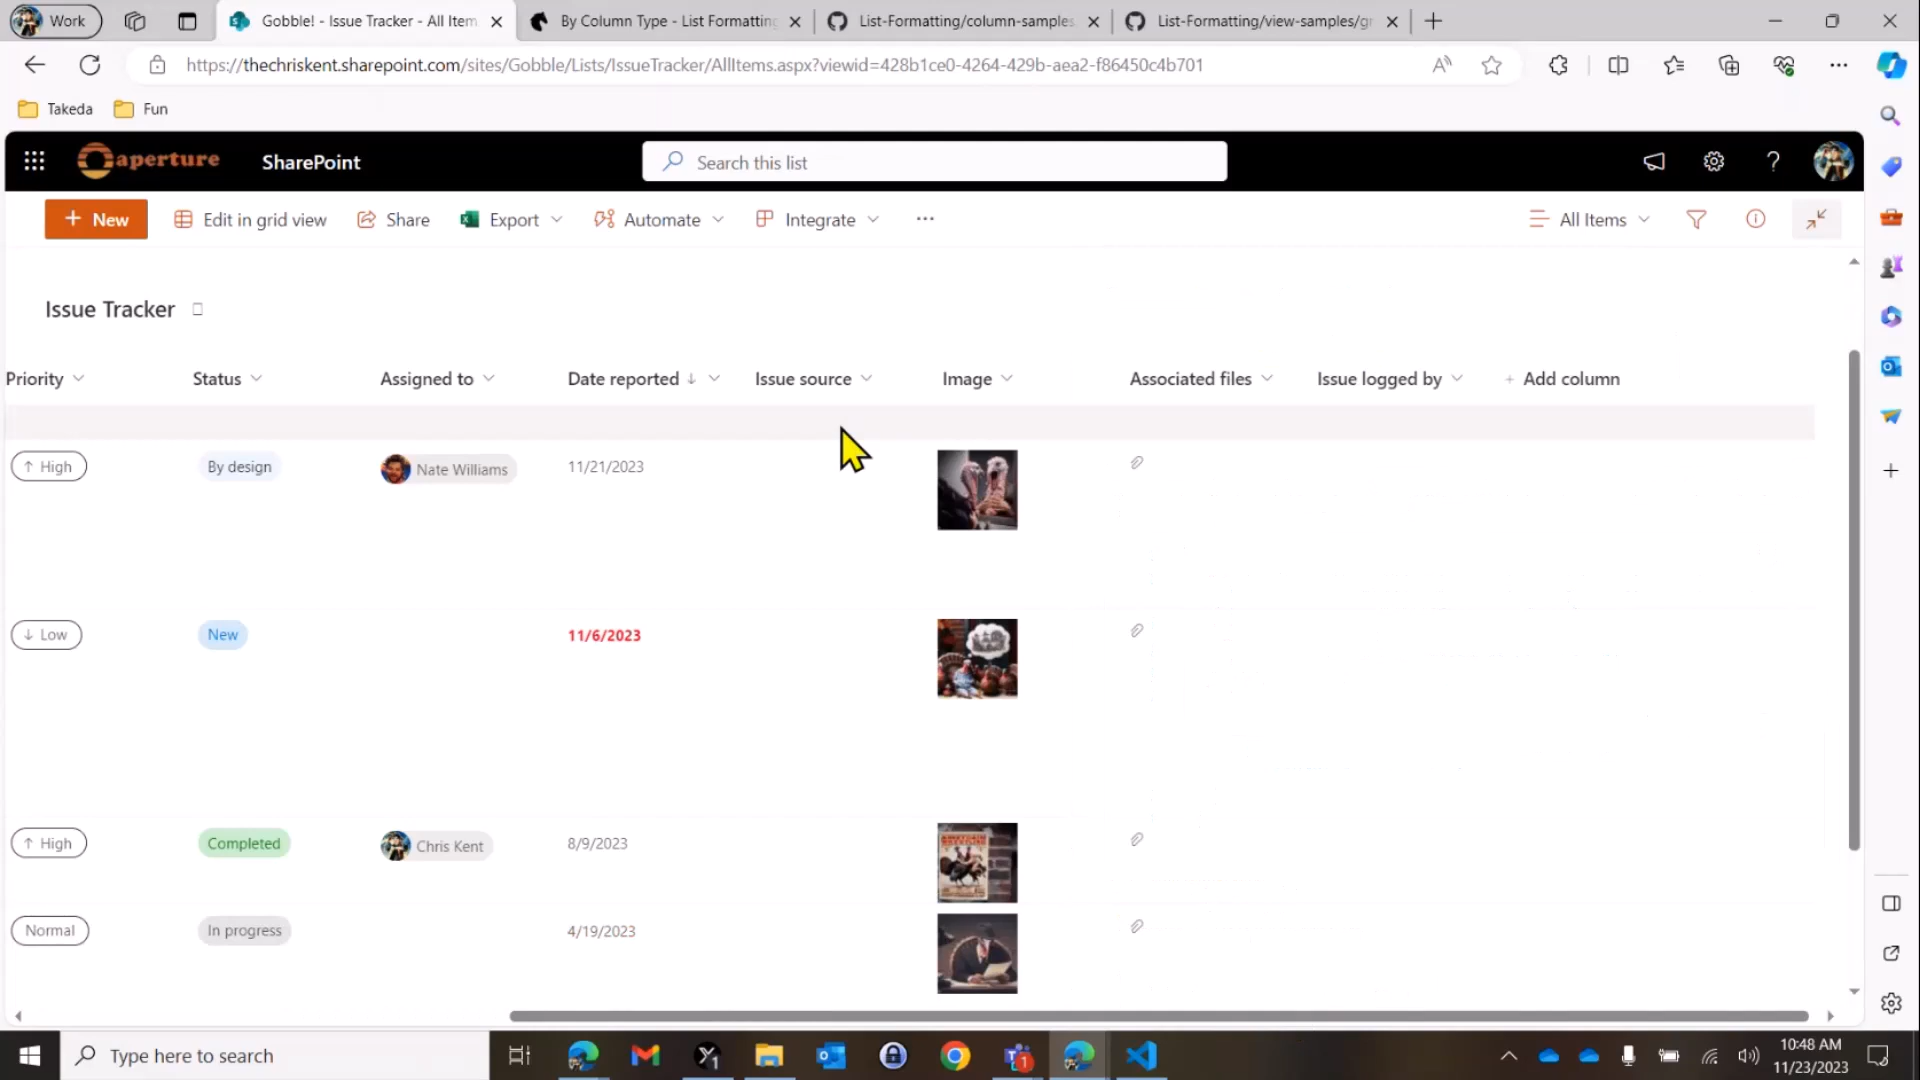 Work
Gobble! - Issue Tracker - All Item
By Column Type - List Formatting
List-Formatting/column-samples
List-Formatting/view-samples/gr
https://thechriskent.sharepoint.com/sites/Gobble/Lists/IssueTracker/AllItems.aspx?viewid=428b1ce0-4264-429b-aea2-f86450c4b701
Takeda
Fun
aperture
SharePoint
Search this list
New
Edit in grid view
Share
Export
Automate
Integrate
All Items
Issue Tracker
Priority
Status
Assigned to
Date reported
Issue source
Image
Associated files
Issue logged by
+ Add column
↑ High
By design
Nate Williams
11/21/2023
↓ Low
New
11/6/2023
↑ High
Completed
Chris Kent
8/9/2023
Normal
In progress
4/19/2023
Type here to search
1
10:48 AM
11/23/2023